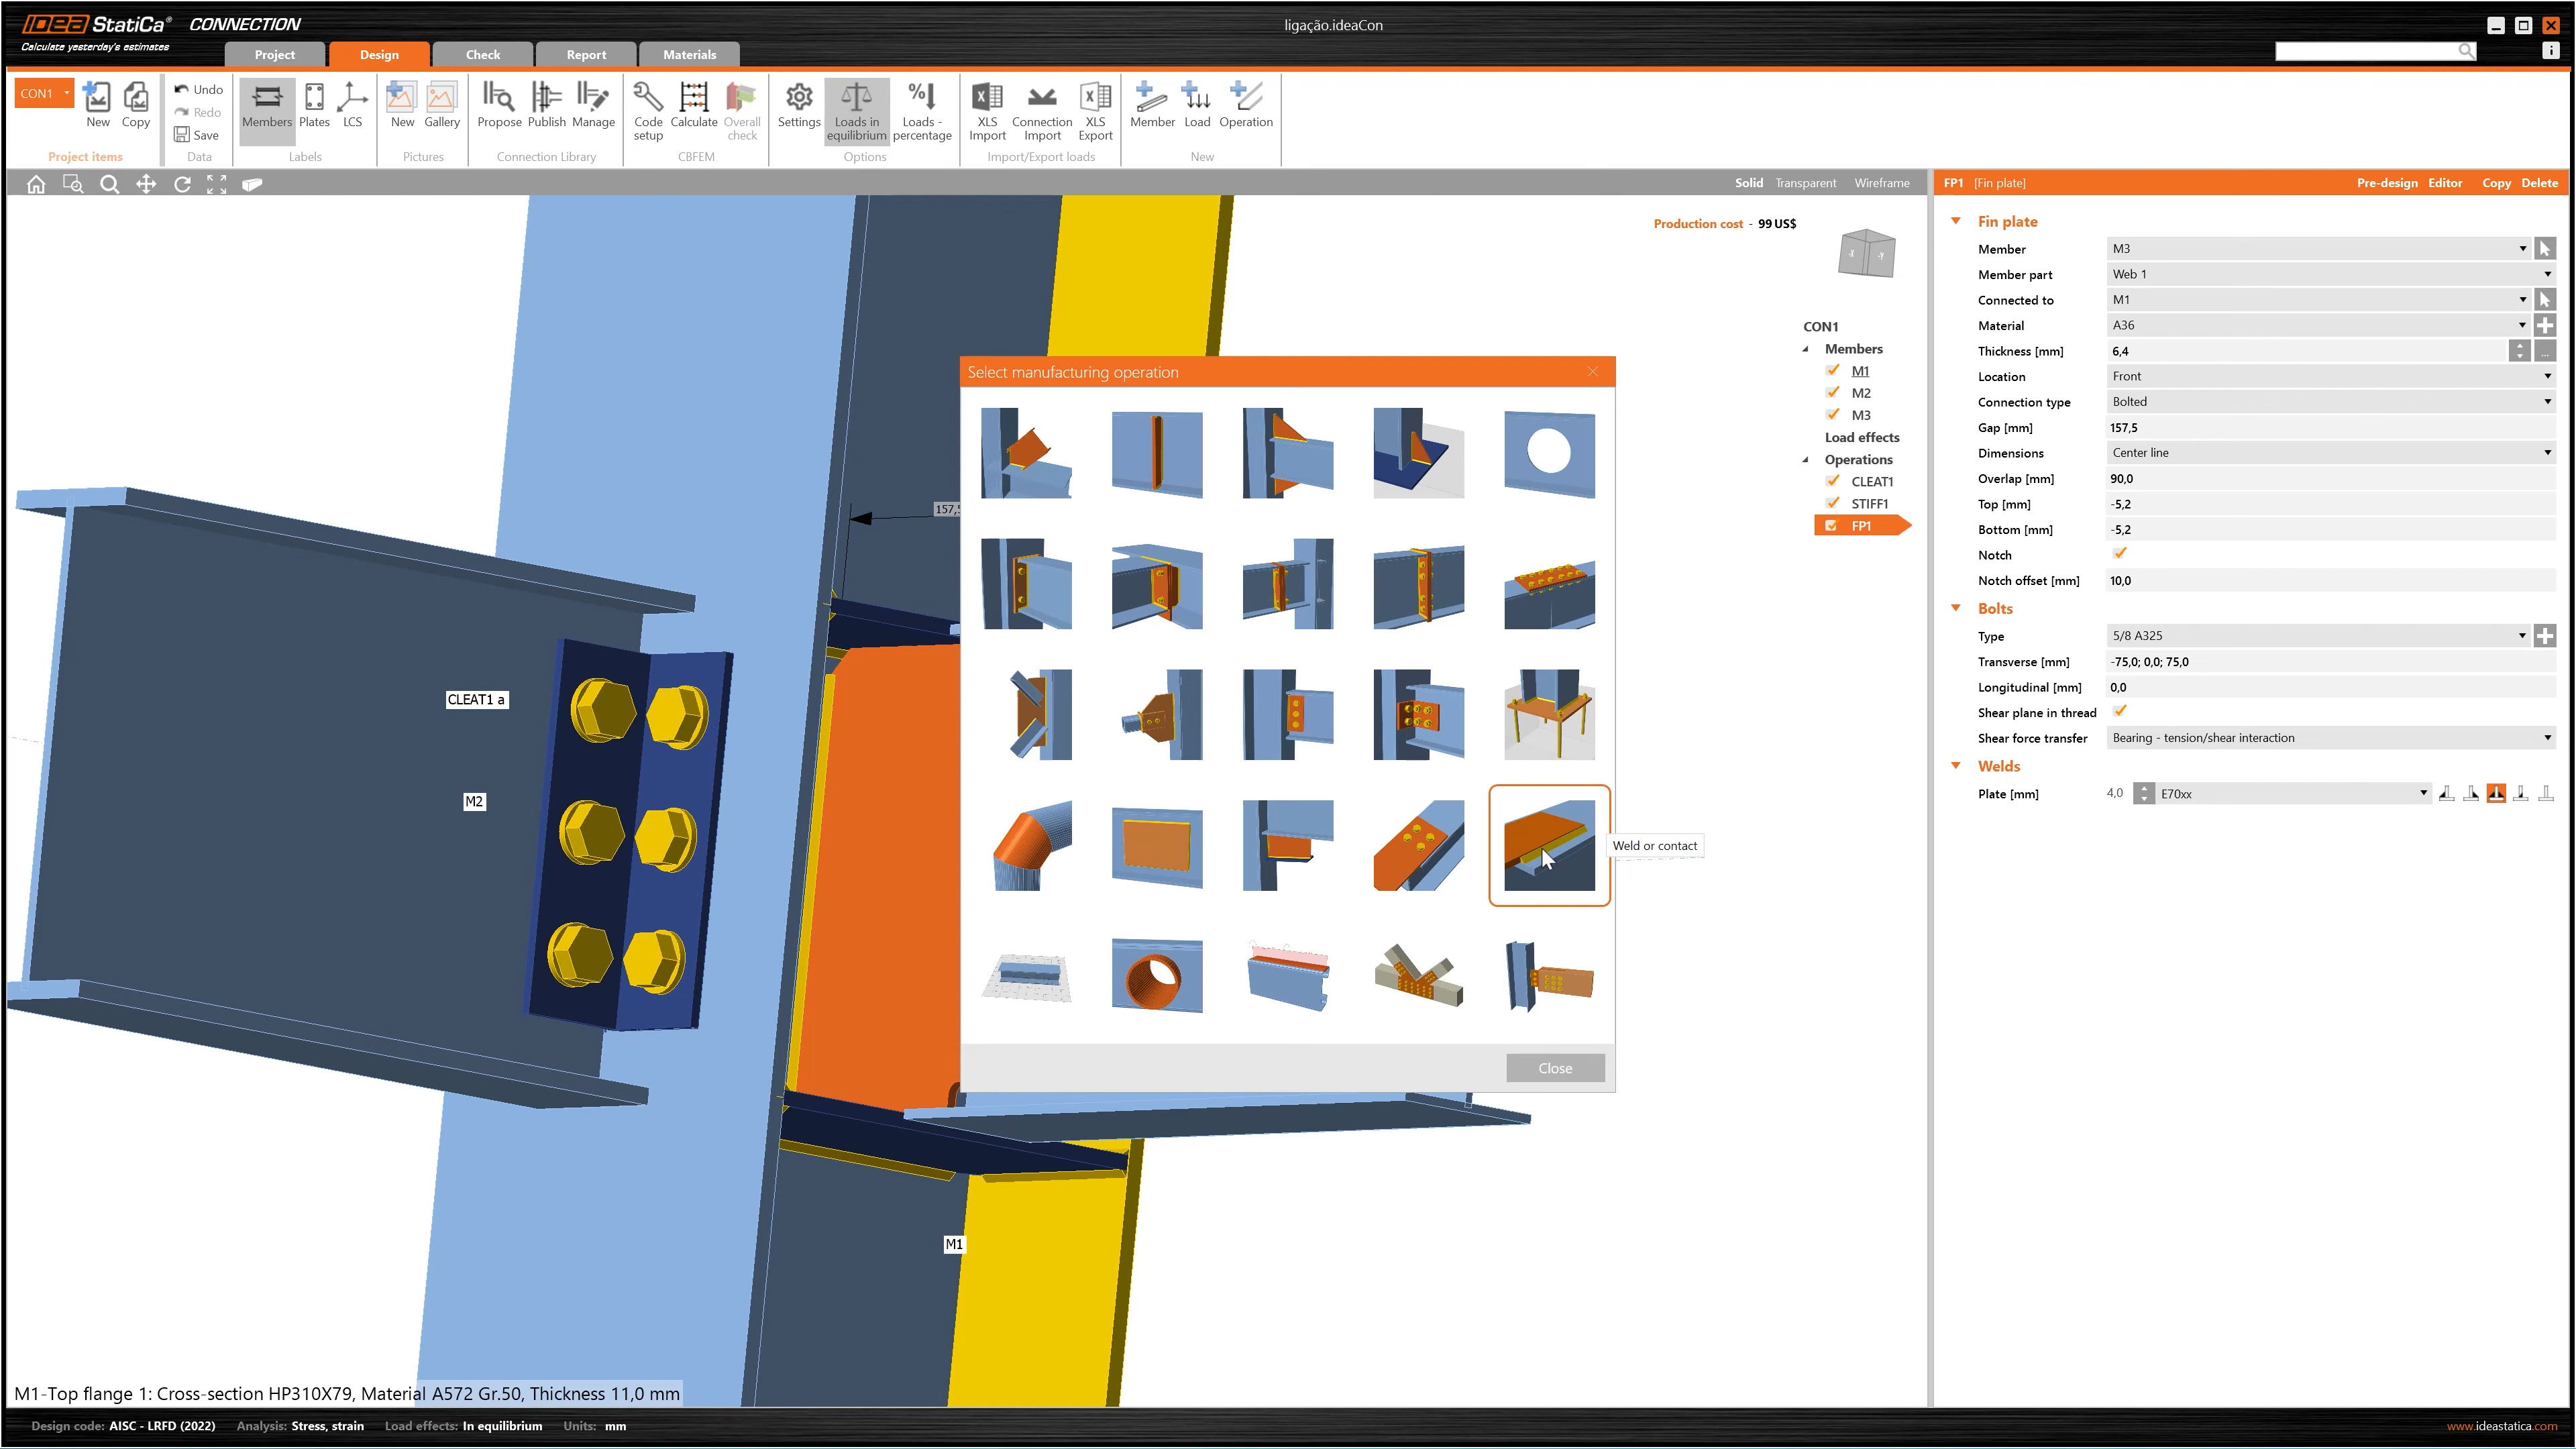 IDEA StatiCa® CONNECTION
Calculate yesterday's estimates
ligação.ideaCon
Project Design Check Report Materials
CON1 New Copy
Project items
Undo
Redo
Save
Data
Members Plates LCS
Labels
New Gallery
Pictures
Propose Publish Manage
Connection Library
Code setup Calculate Overall check
CBFEM
Settings Loads in equilibrium Loads - percentage
Options
XLS Import Connection Import XLS Export
Import/Export loads
Member Load Operation
New
Solid Transparent Wireframe
Production cost - 99 US$
-X -Y
CON1
Members
M1
M2
M3
Load effects
Operations
CLEAT1
STIFF1
FP1
157,5
CLEAT1 a
M2
M1
Select manufacturing operation
Weld or contact
Close
M1-Top flange 1: Cross-section HP310X79, Material A572 Gr.50, Thickness 11,0 mm
FP1 [Fin plate] Pre-design Editor Copy Delete
Fin plate
Member M3
Member part Web 1
Connected to M1
Material A36
Thickness [mm] 6,4 ...
Location Front
Connection type Bolted
Gap [mm] 157,5
Dimensions Center line
Overlap [mm] 90,0
Top [mm] -5,2
Bottom [mm] -5,2
Notch
Notch offset [mm] 10,0
Bolts
Type 5/8 A325
Transverse [mm] -75,0; 0,0; 75,0
Longitudinal [mm] 0,0
Shear plane in thread
Shear force transfer Bearing - tension/shear interaction
Welds
Plate [mm] 4,0 E70xx
Design code: AISC - LRFD (2022) Analysis: Stress, strain Load effects: In equilibrium Units: mm
www.ideastatica.com